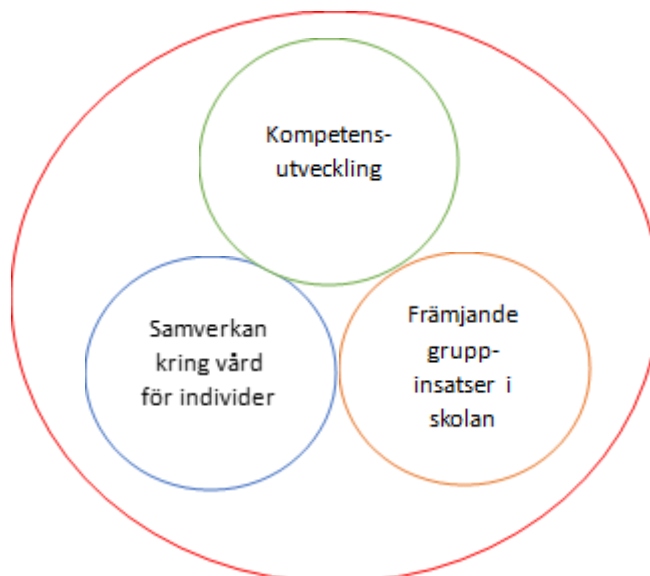 Kompetens-
utveckling
Samverkan
kring vård
för individer
Främjande
grupp-
insatser i
skolan